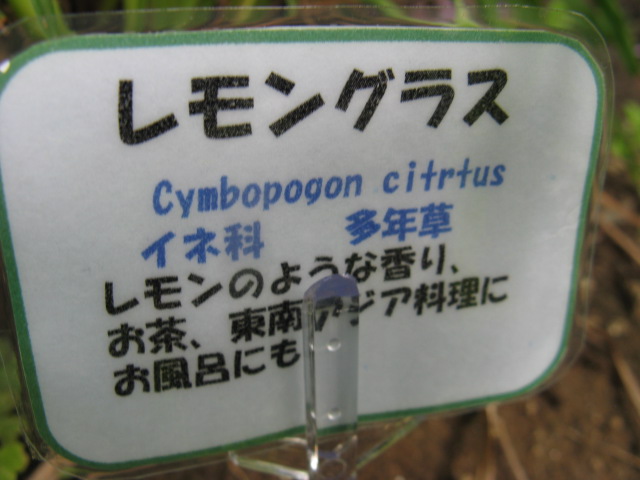 レモングラス
Cymbopogon citrtus
イネ科 多年草
レモンのような香り、
お茶、東南アジア料理に
お風呂にも